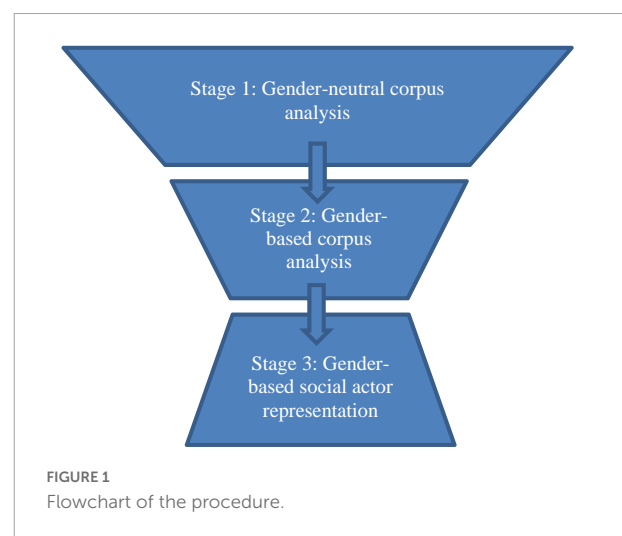 Stage 1: Gender-neutral corpus
analysis
Stage 2: Gender-
based corpus
analysis
Stage 3: Gender-
based social actor
representation
FIGURE 1
Flowchart of the procedure.